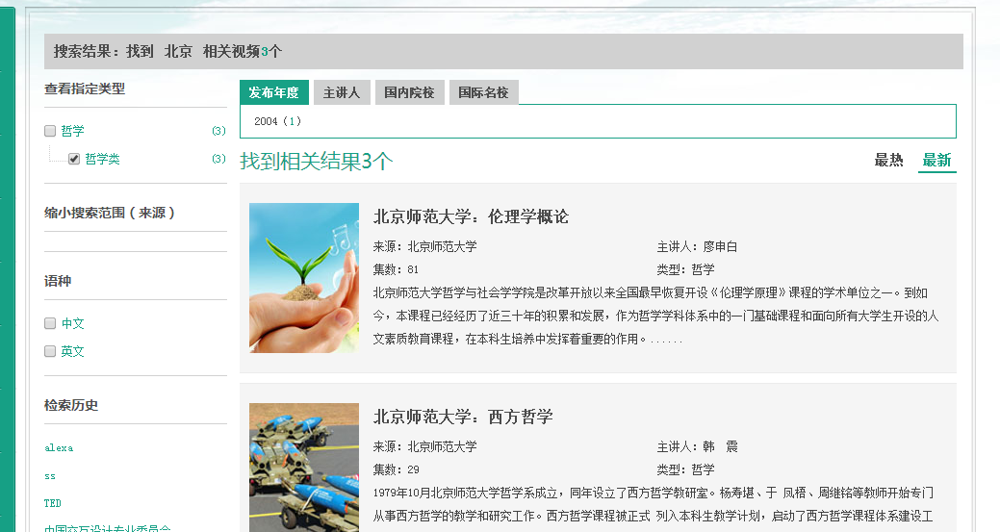 搜索结果：找到 北京 相关视频3个
查看指定类型
哲学 (3)
哲学类 (3)
缩小搜索范围（来源）
语种
中文
英文
检索历史
alexa
ss
TED
中国交互设计专业委员会
发布年度 主讲人 国内院校 国际名校
2004（1）
找到相关结果3个 最热 最新
北京师范大学：伦理学概论
来源：北京师范大学 主讲人：廖申白
集数：81 类型：哲学
北京师范大学哲学与社会学学院是改革开放以来全国最早恢复开设《伦理学原理》课程的学术单位之一。到如
今，本课程已经经历了近三十年的积累和发展，作为哲学学科体系中的一门基础课程和面向所有大学生开设的人
文素质教育课程，在本科生培养中发挥着重要的作用。......
北京师范大学：西方哲学
来源：北京师范大学 主讲人：韩 震
集数：29 类型：哲学
1979年10月北京师范大学哲学系成立，同年设立了西方哲学教研室。杨寿堪、于 凤梧、周继铭等教师开始专门
从事西方哲学的教学和研究工作。西方哲学课程被正式 列入本科生教学计划，启动了西方哲学课程体系建设工